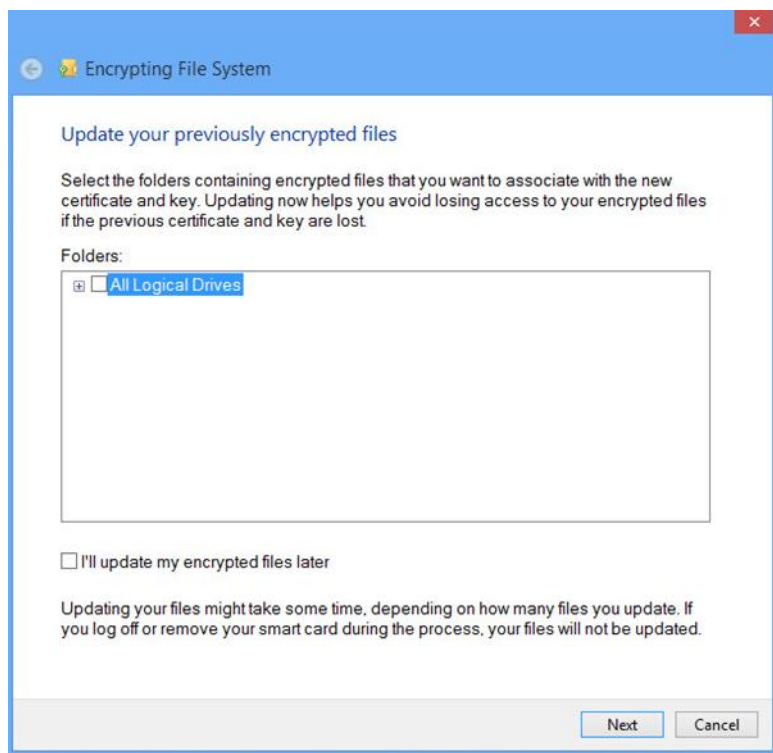 Encrypting File System
Update your previously encrypted files
Select the folders containing encrypted files that you want to associate with the new
certificate and key. Updating now helps you avoid losing access to your encrypted files
if the previous certificate and key are lost.
Folders:
All Logical Drives
I'll update my encrypted files later
Updating your files might take some time, depending on how many files you update. If
you log off or remove your smart card during the process, your files will not be updated.
Next Cancel